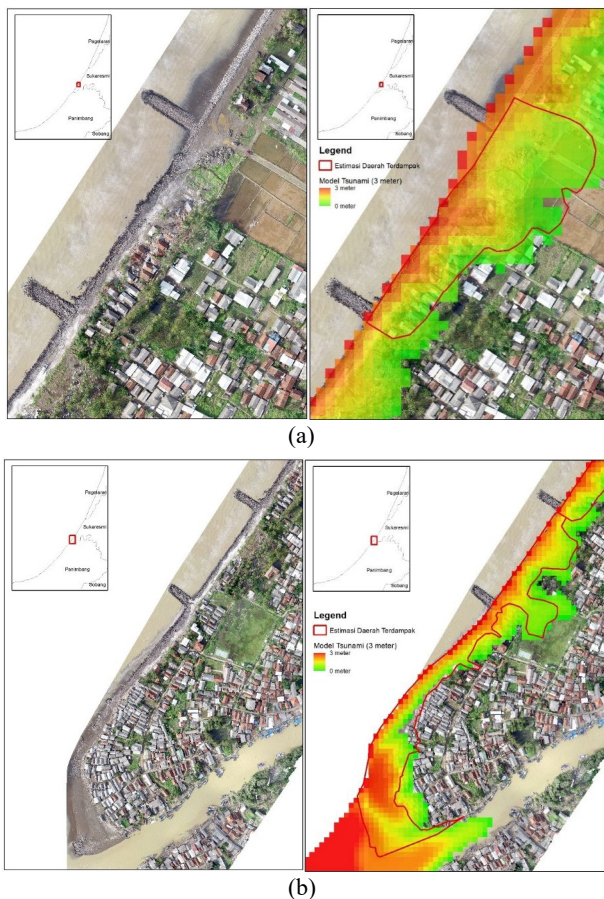 Pagelaran
Sukaresmi
Panimbang
Sobang
Pagelaran
Sukaresmi
Panimbang
Sobang
Legend
Estimasi Daerah Terdampak
Model Tsunami (3 meter)
3 meter
0 meter
(a)
Pagelaran
Sukaresmi
Panimbang
Sobang
Pagelaran
Sukaresmi
Panimbang
Sobang
Legend
Estimasi Daerah Terdampak
Model Tsunami (3 meter)
3 meter
0 meter
(b)